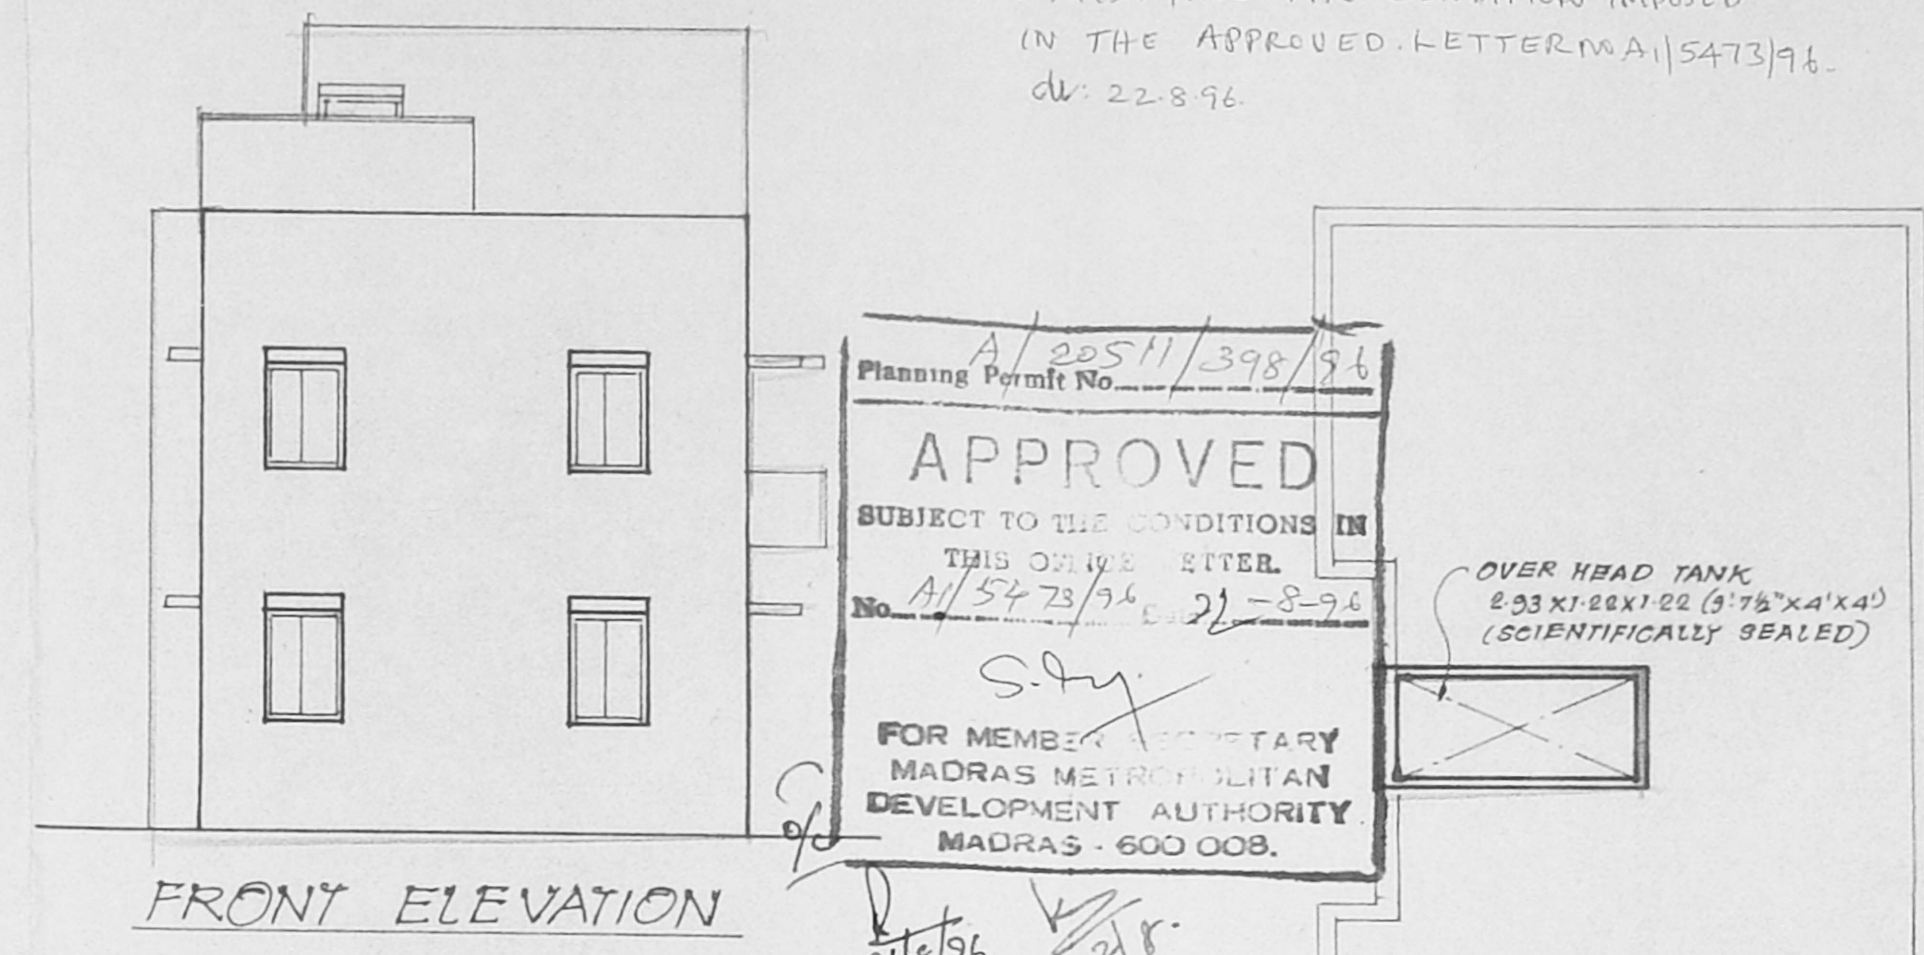 IN THE APPROVED. LETTER NO A1/5473/96-
dt: 22.8.96.
Planning Permit No. A/20511/398/96
APPROVED
SUBJECT TO THE CONDITIONS IN
THIS OFFICE LETTER.
No. A1/5473/96 22-8-96
FOR MEMBER SECRETARY
MADRAS METROPOLITAN
DEVELOPMENT AUTHORITY
MADRAS - 600 008.
OVER HEAD TANK
2.93 X 1.22 X 1.22 (9'-7½" X 4' X 4')
(SCIENTIFICALLY SEALED)
FRONT ELEVATION